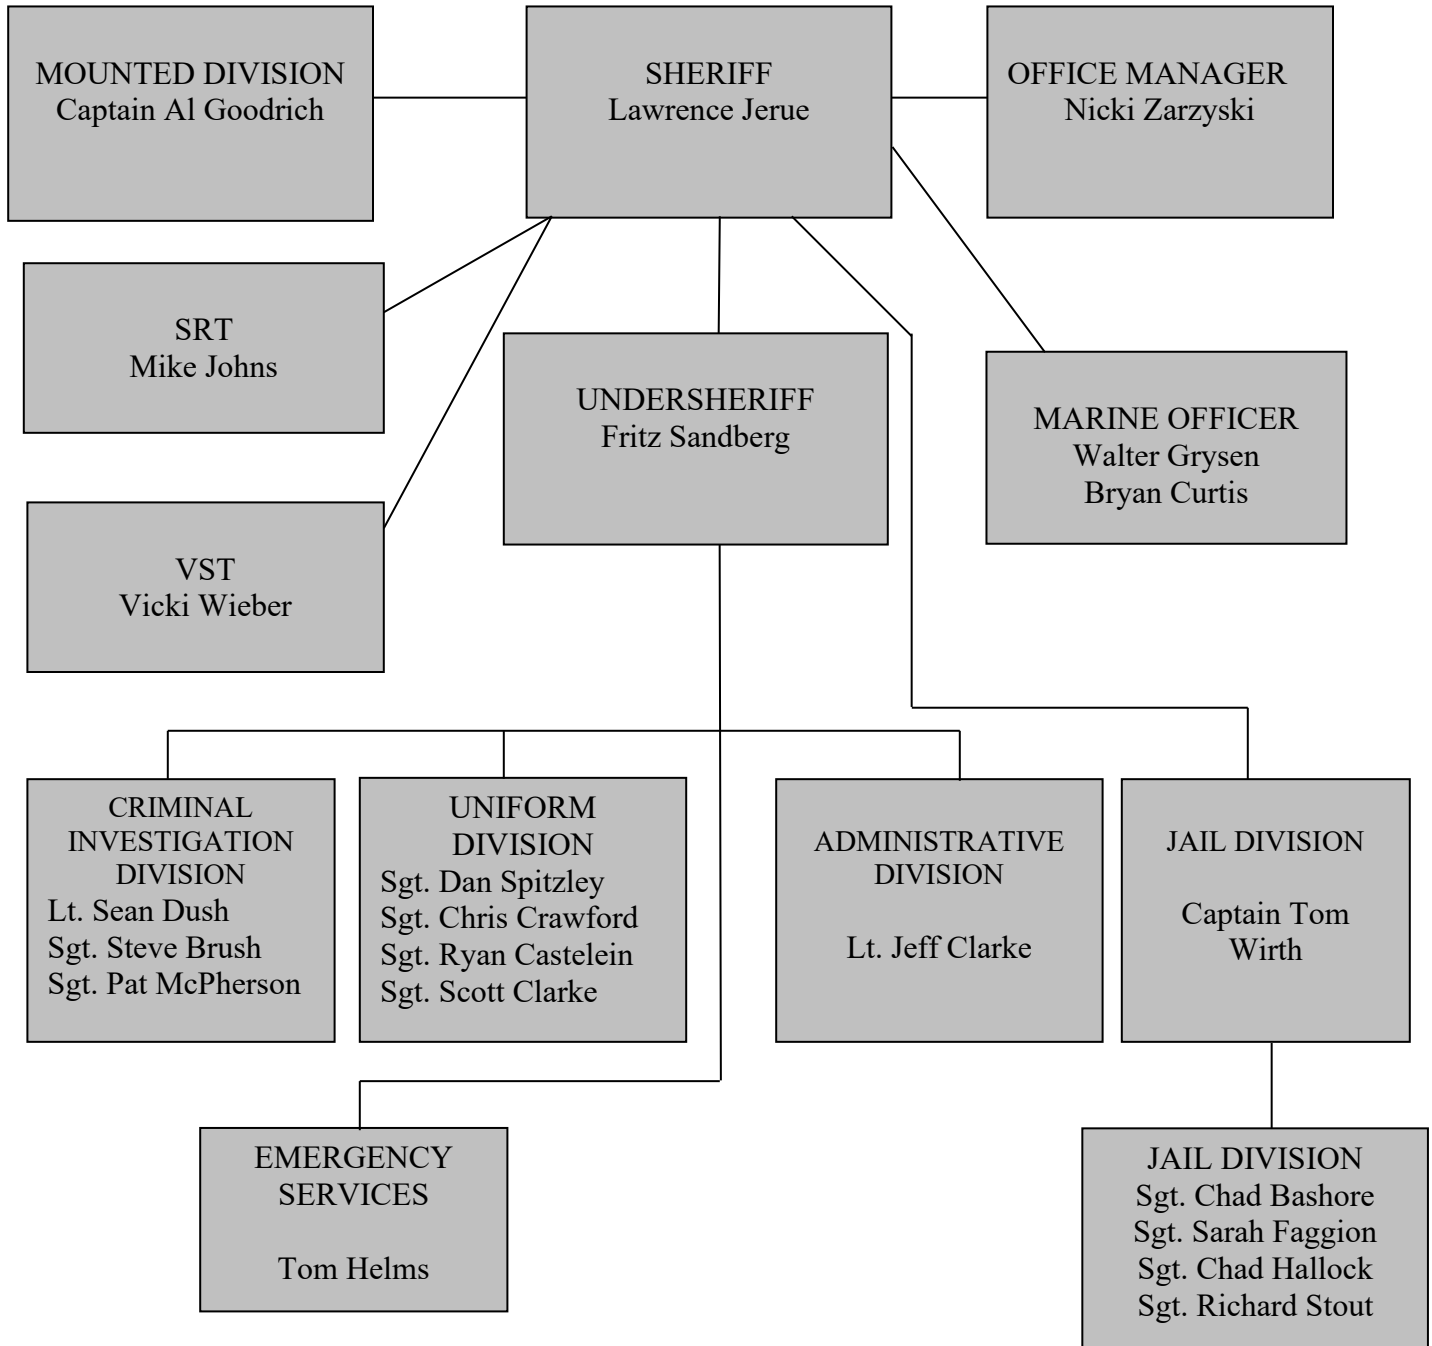 MOUNTED DIVISION
Captain Al Goodrich
SHERIFF
Lawrence Jerue
OFFICE MANAGER
Nicki Zarzyski
SRT
Mike Johns
UNDERSHERIFF
Fritz Sandberg
MARINE OFFICER
Walter Grysen
Bryan Curtis
VST
Vicki Wieber
CRIMINAL
INVESTIGATION
DIVISION
Lt. Sean Dush
Sgt. Steve Brush
Sgt. Pat McPherson
UNIFORM
DIVISION
Sgt. Dan Spitzley
Sgt. Chris Crawford
Sgt. Ryan Castelein
Sgt. Scott Clarke
ADMINISTRATIVE
DIVISION
Lt. Jeff Clarke
JAIL DIVISION
Captain Tom
Wirth
EMERGENCY
SERVICES
Tom Helms
JAIL DIVISION
Sgt. Chad Bashore
Sgt. Sarah Faggion
Sgt. Chad Hallock
Sgt. Richard Stout